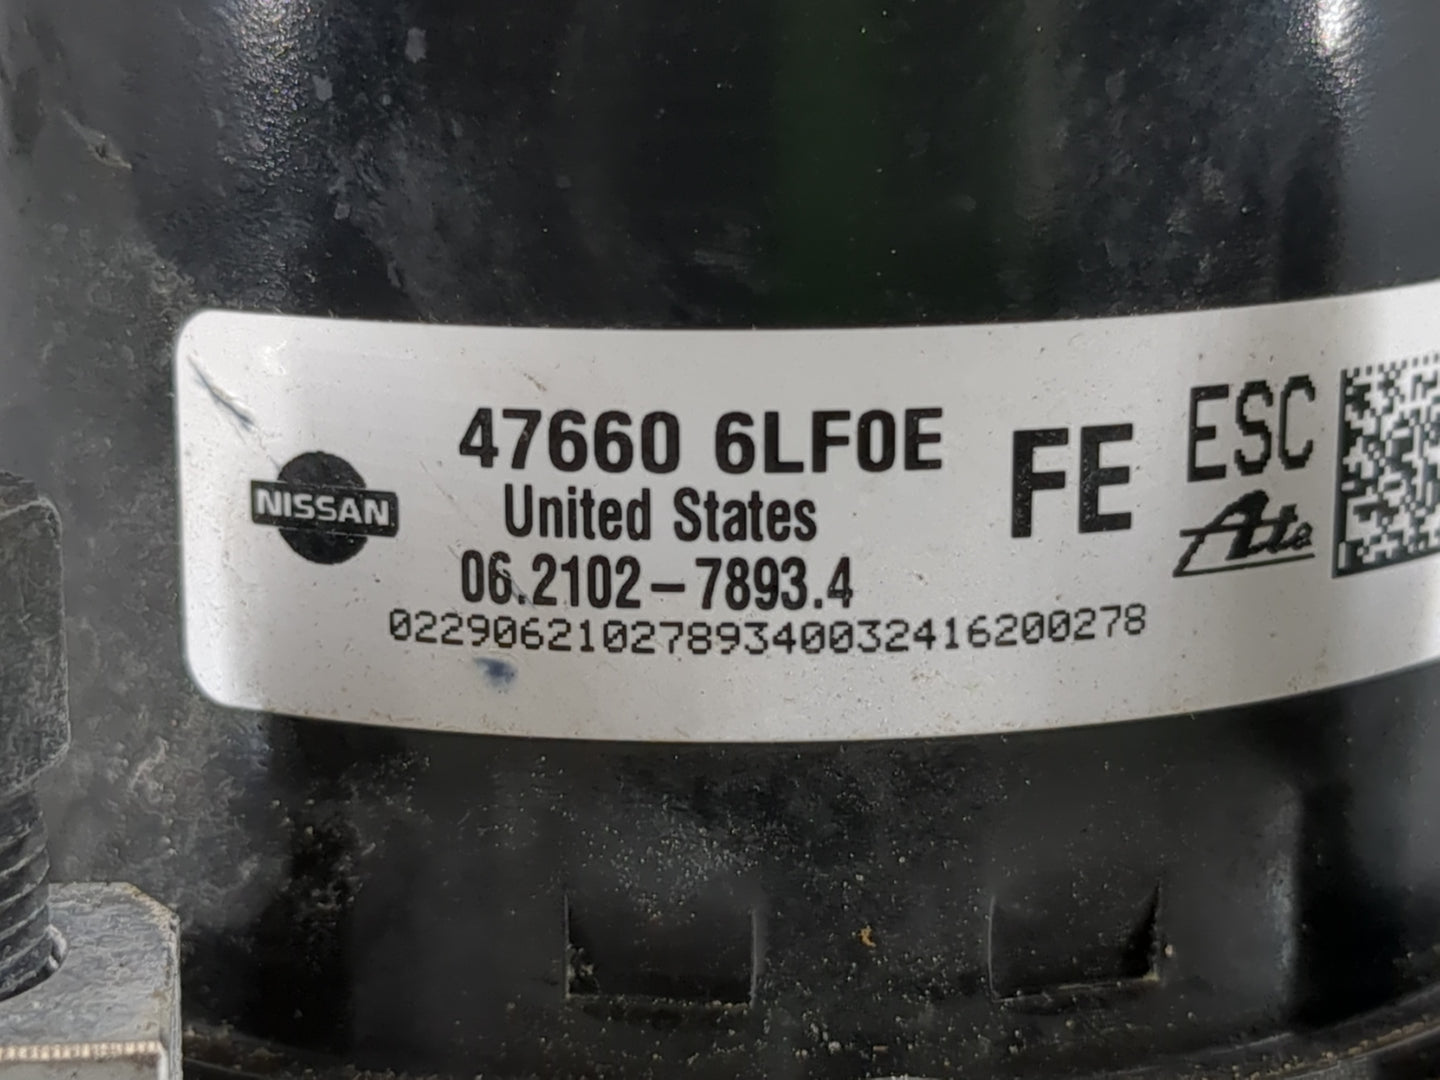 NISSAN
47660 6LF0E
United States
06.2102-7893.4
0229062102789340032416200278
FE
ESC
Ate